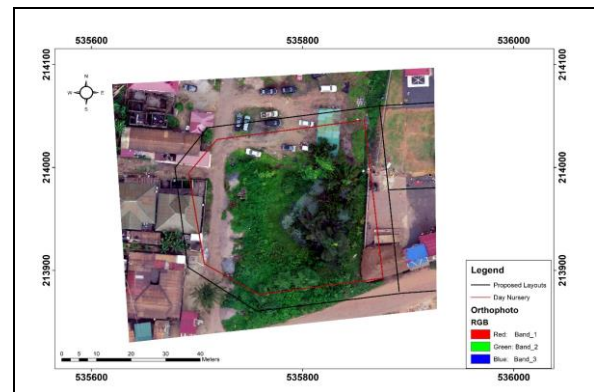 535600 535800 536000
214100 214100
N
W E
S
214000 214000
213900 213900
Legend
Proposed Layouts
Day Nursery
Orthophoto
RGB
Red: Band_1
Green: Band_2
Blue: Band_3
0 5 10 20 30 40
Meters
535600 535800 536000